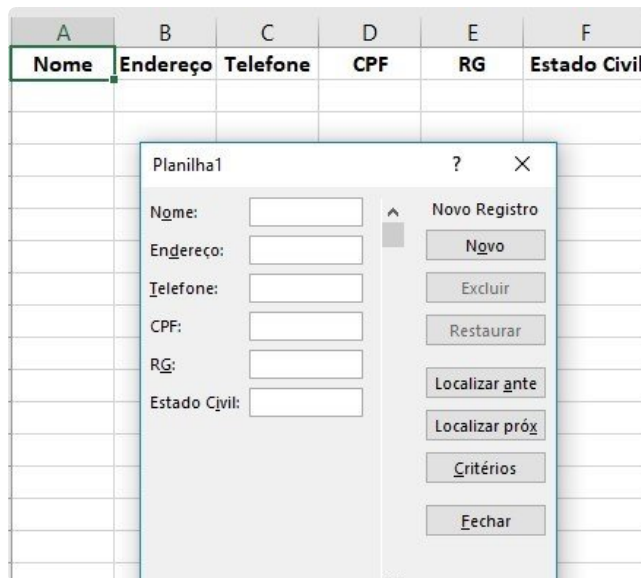 A B C D E F
Nome Endereço Telefone CPF RG Estado Civil
Planilha1 ? X
Nome:
Endereço:
Telefone:
CPF:
RG:
Estado Civil:
Novo Registro
Novo
Excluir
Restaurar
Localizar ante
Localizar próx
Critérios
Fechar